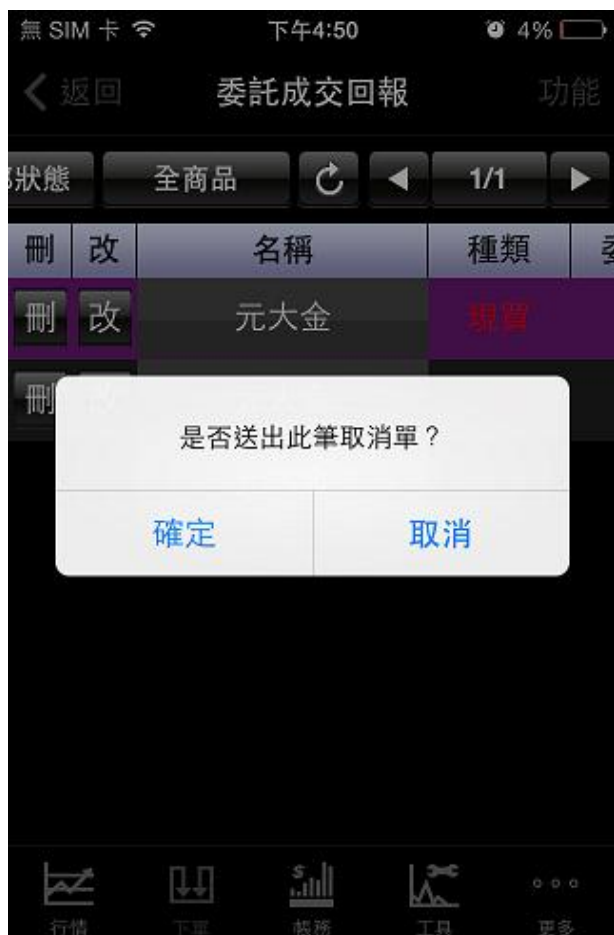 無 SIM 卡 下午4:50 4%
返回 委託成交回報 功能
狀態 全商品 1/1
刪 改 名稱 種類
刪 改 元大金 現買
刪
是否送出此筆取消單？
確定 取消
行情 下單 帳務 工具 更多